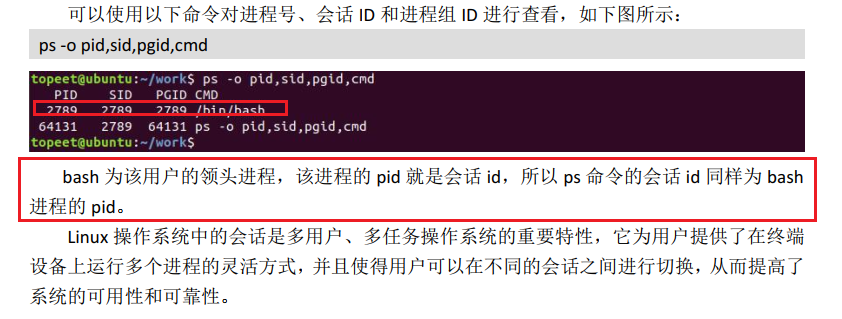 可以使用以下命令对进程号、会话 ID 和进程组 ID 进行查看，如下图所示：
ps -o pid,sid,pgid,cmd
topeet@ubuntu:~/work$ ps -o pid,sid,pgid,cmd
PID SID PGID CMD
2789 2789 2789 /bin/bash
64131 2789 64131 ps -o pid,sid,pgid,cmd
topeet@ubuntu:~/work$
bash 为该用户的领头进程，该进程的 pid 就是会话 id，所以 ps 命令的会话 id 同样为 bash
进程的 pid。
Linux 操作系统中的会话是多用户、多任务操作系统的重要特性，它为用户提供了在终端
设备上运行多个进程的灵活方式，并且使得用户可以在不同的会话之间进行切换，从而提高了
系统的可用性和可靠性。